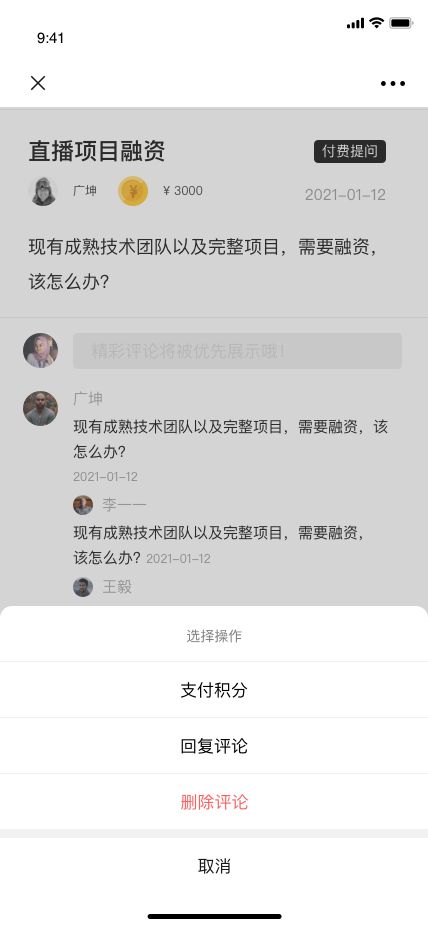 9:41
直播项目融资
付费提问
广坤
¥
¥ 3000
2021-01-12
现有成熟技术团队以及完整项目，需要融资，
该怎么办?
精彩评论将被优先展示哦！
广坤
现有成熟技术团队以及完整项目，需要融资，该
怎么办?
2021-01-12
李一一
现有成熟技术团队以及完整项目，需要融资，
该怎么办? 2021-01-12
王毅
选择操作
支付积分
回复评论
删除评论
取消